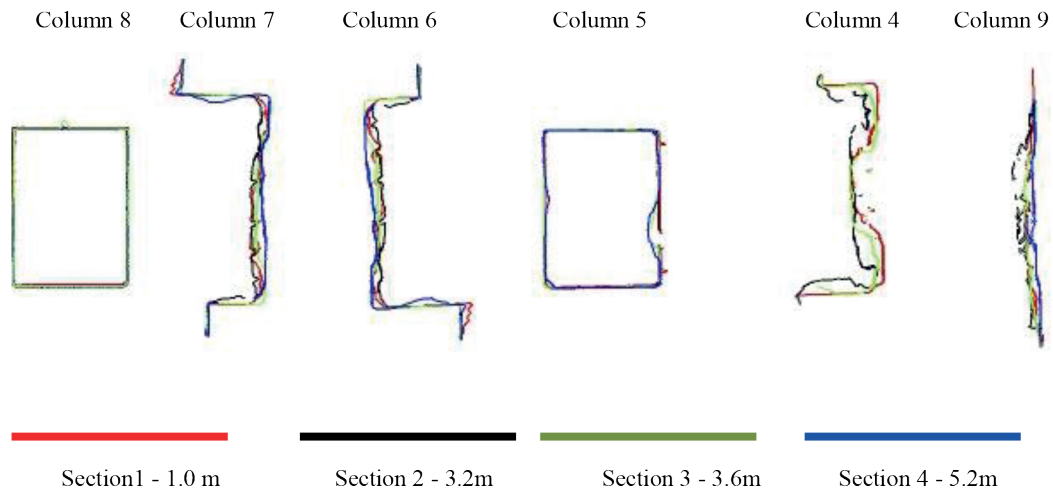 Column 8
Column 7
Column 6
Column 5
Column 4
Column 9
Section1 - 1.0 m
Section 2 - 3.2m
Section 3 - 3.6m
Section 4 - 5.2m